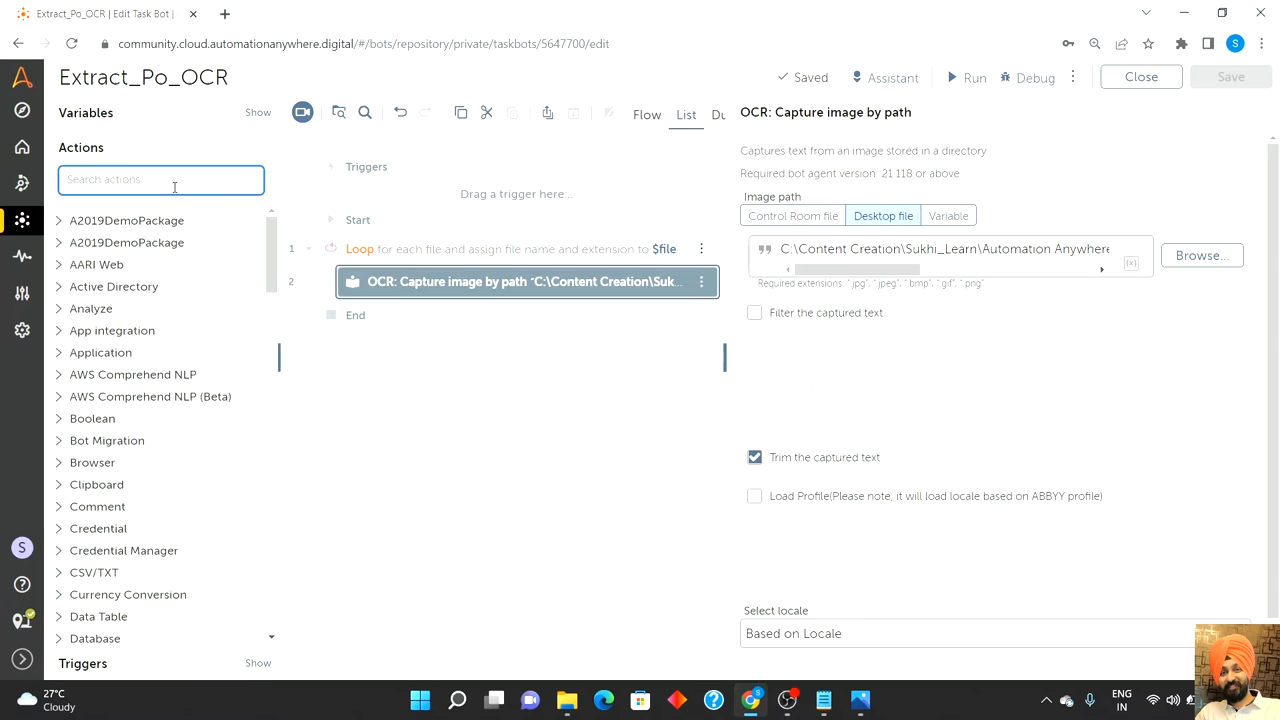 Extract_Po_OCR | Edit Task Bot |
community.cloud.automationanywhere.digital/#/bots/repository/private/taskbots/5647700/edit
S
Extract_Po_OCR
Saved
Assistant
Run
Debug
Close
Save
Variables
Show
Flow
List
Du
OCR: Capture image by path
Actions
Search actions
A2019DemoPackage
A2019DemoPackage
AARI Web
Active Directory
Analyze
App integration
Application
AWS Comprehend NLP
AWS Comprehend NLP (Beta)
Boolean
Bot Migration
Browser
Clipboard
Comment
Credential
Credential Manager
CSV/TXT
Currency Conversion
Data Table
Database
Triggers
Show
Triggers
Drag a trigger here...
Start
1 Loop for each file and assign file name and extension to $file
2 OCR: Capture image by path "C:\Content Creation\Suk...
End
Captures text from an image stored in a directory
Required bot agent version: 21.118 or above
Image path
Control Room file
Desktop file
Variable
C:\Content Creation\Sukhi_Learn\Automation Anywhere
(x)
Browse...
Required extensions: ".jpg", ".jpeg", ".bmp", ".gif", ".png"
Filter the captured text
Trim the captured text
Load Profile(Please note, it will load locale based on ABBYY profile)
Select locale
Based on Locale
S
27°C
Cloudy
S
ENG
IN